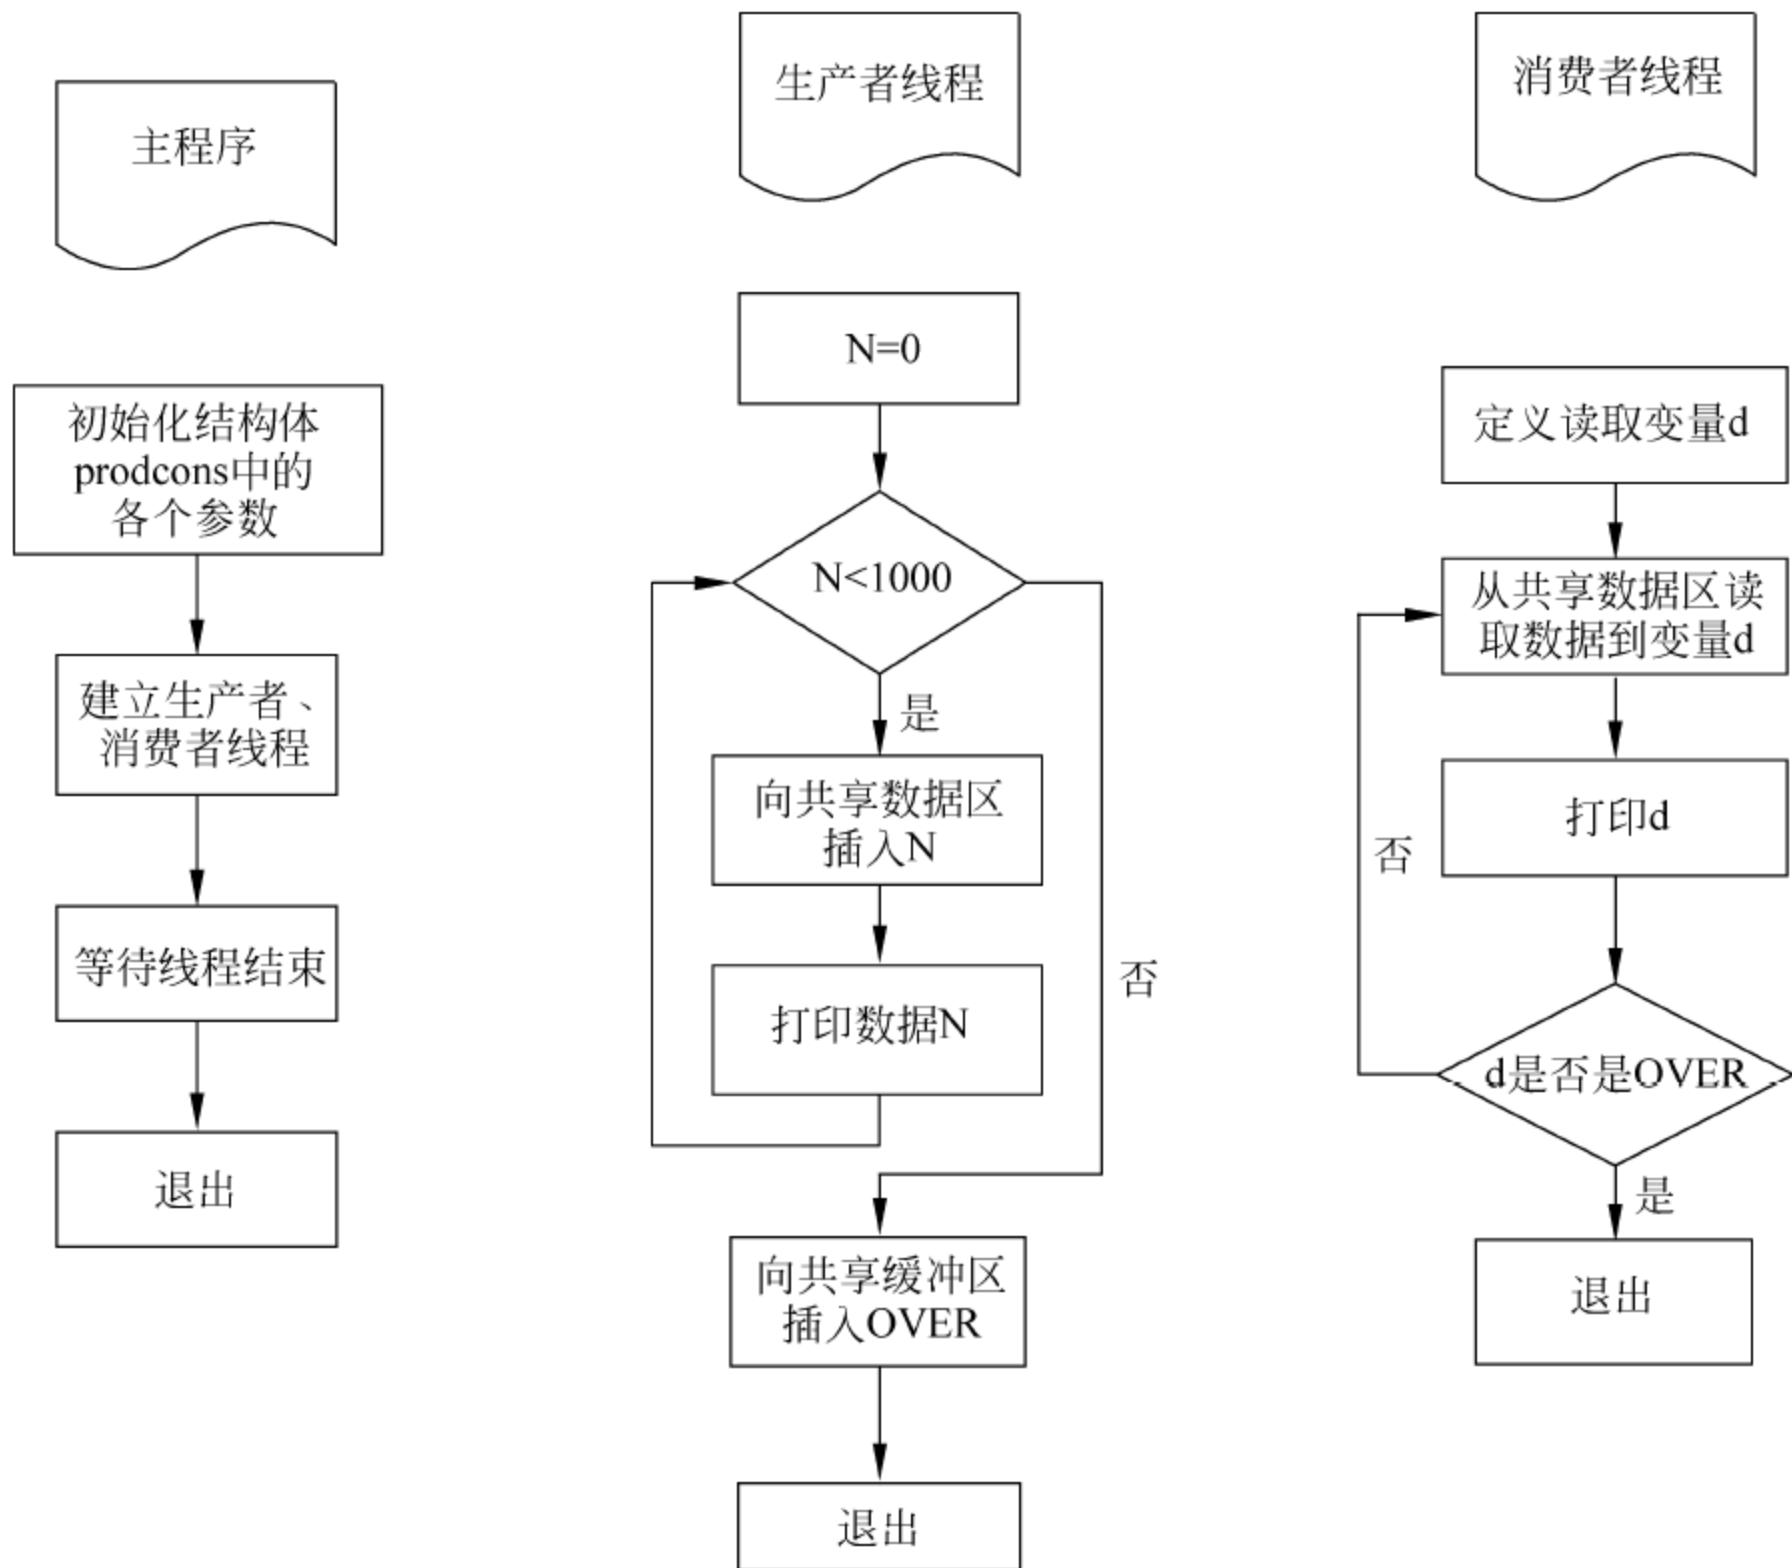 主程序
初始化结构体
prodcons中的
各个参数
建立生产者、
消费者线程
等待线程结束
退出
生产者线程
N=0
N<1000
是
向共享数据区
插入N
打印数据N
否
向共享缓冲区
插入OVER
退出
消费者线程
定义读取变量d
从共享数据区读
取数据到变量d
打印d
否
d是否是OVER
是
退出